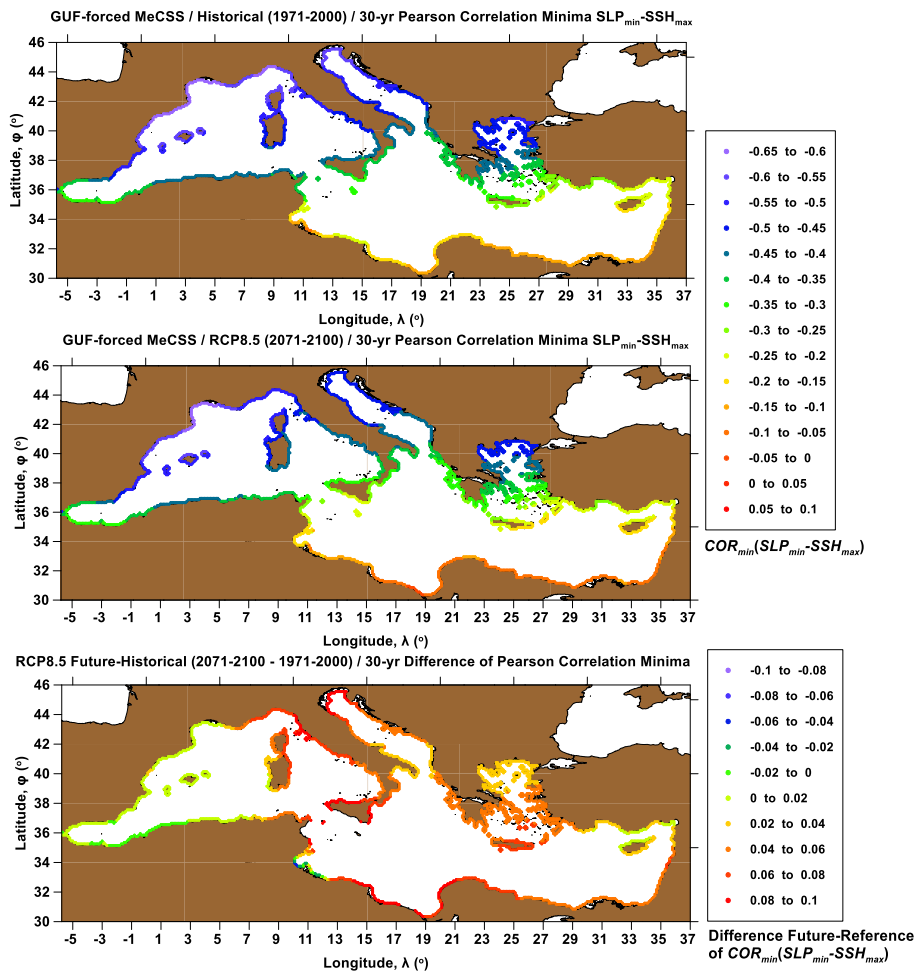 GUF-forced MeCSS / Historical (1971-2000) / 30-yr Pearson Correlation Minima SLPmin-SSHmax
46
44
42
40
38
36
34
32
30
Latitude, φ (º)
-5 -3 -1 1 3 5 7 9 11 13 15 17 19 21 23 25 27 29 31 33 35 37
Longitude, λ (º)
GUF-forced MeCSS / RCP8.5 (2071-2100) / 30-yr Pearson Correlation Minima SLPmin-SSHmax
46
44
42
40
38
36
34
32
30
Latitude, φ (º)
-5 -3 -1 1 3 5 7 9 11 13 15 17 19 21 23 25 27 29 31 33 35 37
Longitude, λ (º)
-0.65 to -0.6
-0.6 to -0.55
-0.55 to -0.5
-0.5 to -0.45
-0.45 to -0.4
-0.4 to -0.35
-0.35 to -0.3
-0.3 to -0.25
-0.25 to -0.2
-0.2 to -0.15
-0.15 to -0.1
-0.1 to -0.05
-0.05 to 0
0 to 0.05
0.05 to 0.1
CORmin(SLPmin-SSHmax)
RCP8.5 Future-Historical (2071-2100 - 1971-2000) / 30-yr Difference of Pearson Correlation Minima
46
44
42
40
38
36
34
32
30
Latitude, φ (º)
-5 -3 -1 1 3 5 7 9 11 13 15 17 19 21 23 25 27 29 31 33 35 37
Longitude, λ (º)
-0.1 to -0.08
-0.08 to -0.06
-0.06 to -0.04
-0.04 to -0.02
-0.02 to 0
0 to 0.02
0.02 to 0.04
0.04 to 0.06
0.06 to 0.08
0.08 to 0.1
Difference Future-Reference
of CORmin(SLPmin-SSHmax)